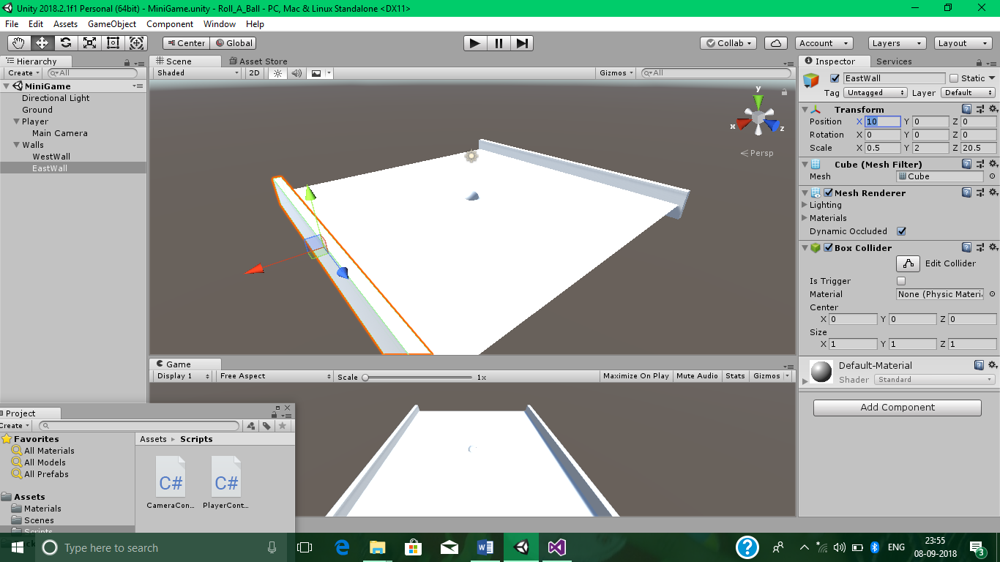 Unity 2018.2.1f1 Personal (64bit) - MiniGame.unity - Roll_A_Ball - PC, Mac & Linux Standalone <DX11>
File Edit Assets GameObject Component Window Help
Center Global Collab Account Layers Layout
Hierarchy
Create All
MiniGame
Directional Light
Ground
Player
Main Camera
Walls
WestWall
EastWall
Scene Asset Store
Shaded 2D Gizmos All
y
x z
Persp
Game
Display 1 Free Aspect Scale 1x Maximize On Play Mute Audio Stats Gizmos
Inspector Services
EastWall Static
Tag Untagged Layer Default
Transform
Position X 10 Y 0 Z 0
Rotation X 0 Y 0 Z 0
Scale X 0.5 Y 2 Z 20.5
Cube (Mesh Filter)
Mesh Cube
Mesh Renderer
Lighting
Materials
Dynamic Occluded
Box Collider
Edit Collider
Is Trigger
Material None (Physic Materi
Center
X 0 Y 0 Z 0
Size
X 1 Y 1 Z 1
Default-Material
Shader Standard
Add Component
Project
Create
Favorites
All Materials
All Models
All Prefabs
Assets
Materials
Scenes
Scripts
Assets Scripts
C# C#
CameraCon... PlayerCont...
Type here to search
ENG
23:55
08-09-2018
3